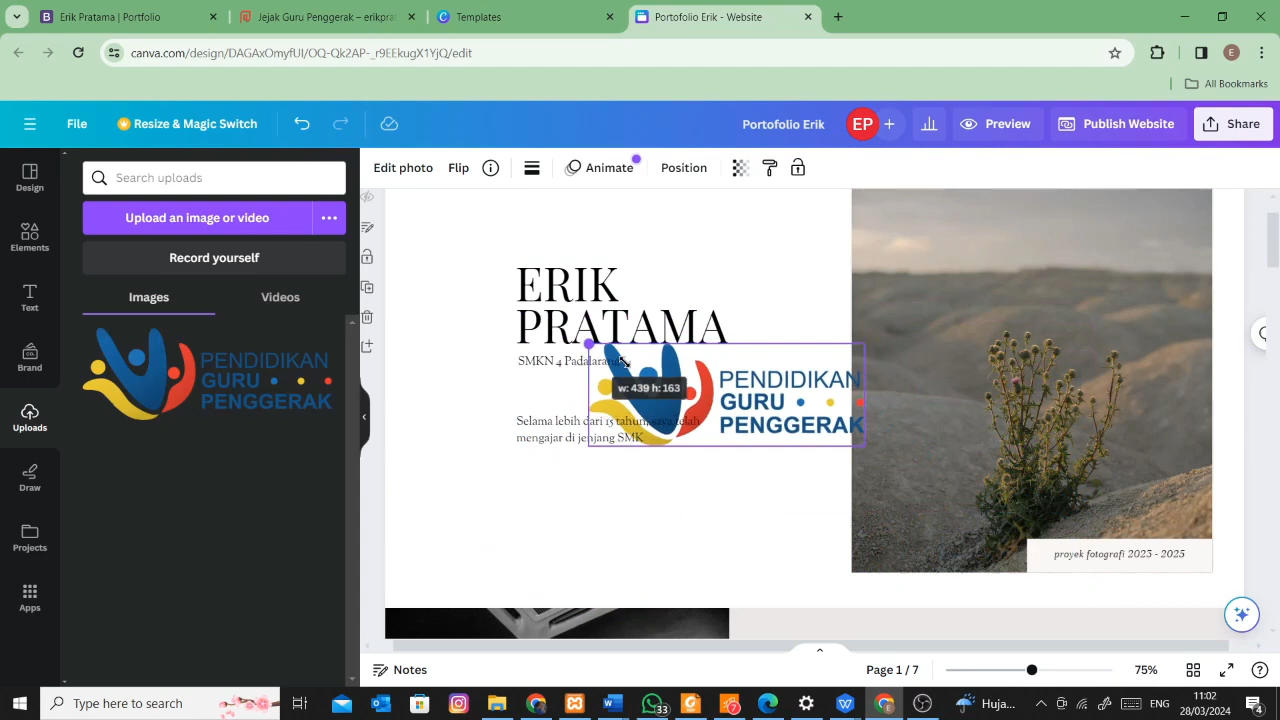 Erik Pratama | Portfolio
Jejak Guru Penggerak – erikprat
Templates
Portofolio Erik - Website
canva.com/design/DAGAxOmyfUI/OQ-Qk2AP-_r9EEkugX1YjQ/edit
E
All Bookmarks
File
Resize & Magic Switch
Portofolio Erik
EP
Preview
Publish Website
Share
Design
Elements
Text
Brand
Uploads
Draw
Projects
Apps
Search uploads
Upload an image or video
Record yourself
Images
Videos
PENDIDIKAN
GURU
PENGGERAK
Edit photo
Flip
Animate
Position
ERIK
PRATAMA
SMKN 4 Padalarang
w: 439 h: 163
PENDIDIKAN
GURU
PENGGERAK
Selama lebih dari 15 tahun, saya telah
mengajar di jenjang SMK
proyek fotografi 2023 - 2025
Notes
Page 1 / 7
75%
Type here to search
33
7
Huja...
ENG
11:02
28/03/2024
4